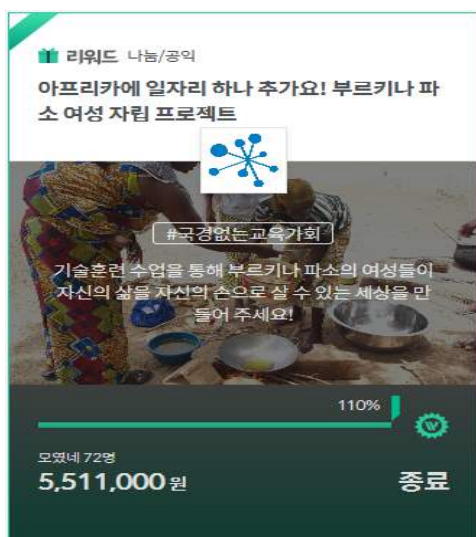 리워드 나눔/공익
아프리카에 일자리 하나 추가요! 부르키나 파
소 여성 자립 프로젝트
#국경없는교육가회
기술훈련 수업을 통해 부르키나 파소의 여성들이
자신의 삶을 자신의 손으로 살 수 있는 세상을 만
들어 주세요!
110%
모였네 72명
5,511,000 원
종료